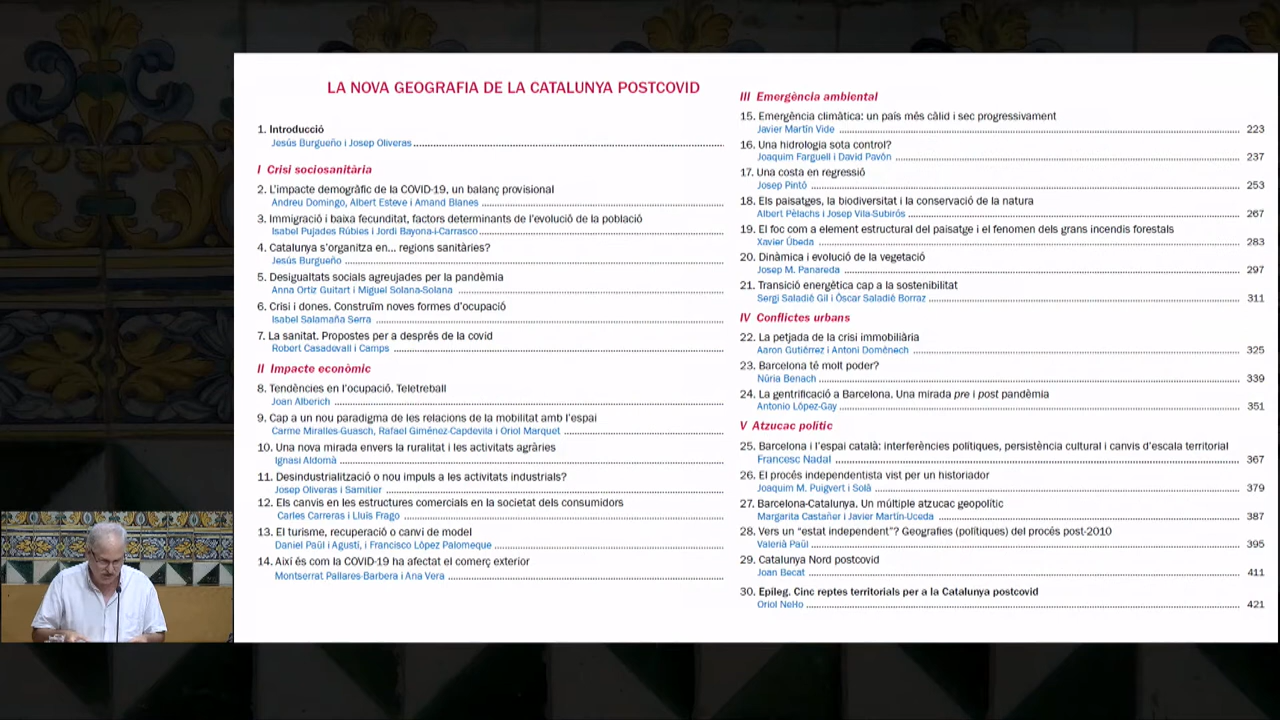 LA NOVA GEOGRAFIA DE LA CATALUNYA POSTCOVID
1. Introducció
Jesús Burgueño i Josep Oliveras
I Crisi sociosanitària
2. L'impacte demogràfic de la COVID-19, un balanç provisional
Andreu Domingo, Albert Esteve i Amand Blanes
3. Immigració i baixa fecunditat, factors determinants de l'evolució de la població
Isabel Pujades Rúbies i Jordi Bayona-i-Carrasco
4. Catalunya s'organitza en... regions sanitàries?
Jesús Burgueño
5. Desigualtats socials agreujades per la pandèmia
Anna Ortiz Guitart i Miguel Solana-Solana
6. Crisi i dones. Construïm noves formes d'ocupació
Isabel Salamaña Serra
7. La sanitat. Propostes per a després de la covid
Robert Casadevall i Camps
II Impacte econòmic
8. Tendències en l'ocupació. Teletreball
Joan Alberich
9. Cap a un nou paradigma de les relacions de la mobilitat amb l'espai
Carme Miralles-Guasch, Rafael Giménez-Capdevila i Oriol Marquet
10. Una nova mirada envers la ruralitat i les activitats agràries
Ignasi Aldomà
11. Desindustrialització o nou impuls a les activitats industrials?
Josep Oliveras i Samitier
12. Els canvis en les estructures comercials en la societat dels consumidors
Carles Carreras i Lluís Frago
13. El turisme, recuperació o canvi de model
Daniel Paül i Agustí, i Francisco López Palomeque
14. Així és com la COVID-19 ha afectat el comerç exterior
Montserrat Pallares-Barbera i Ana Vera
III Emergència ambiental
15. Emergència climàtica: un país més càlid i sec progressivament
Javier Martín Vide 223
16. Una hidrologia sota control?
Joaquim Farguell i David Pavón 237
17. Una costa en regressió
Josep Pintó 253
18. Els paisatges, la biodiversitat i la conservació de la natura
Albert Pèlachs i Josep Vila-Subirós 267
19. El foc com a element estructural del paisatge i el fenomen dels grans incendis forestals
Xavier Úbeda 283
20. Dinàmica i evolució de la vegetació
Josep M. Panareda 297
21. Transició energètica cap a la sostenibilitat
Sergi Saladié Gil i Òscar Saladié Borraz 311
IV Conflictes urbans
22. La petjada de la crisi immobiliària
Aaron Gutiérrez i Antoni Domènech 325
23. Barcelona té molt poder?
Núria Benach 339
24. La gentrificació a Barcelona. Una mirada pre i post pandèmia
Antonio López-Gay 351
V Atzucac polític
25. Barcelona i l'espai català: interferències polítiques, persistència cultural i canvis d'escala territorial
Francesc Nadal 367
26. El procés independentista vist per un historiador
Joaquim M. Puigvert i Solà 379
27. Barcelona-Catalunya. Un múltiple atzucac geopolític
Margarita Castañer i Javier Martín-Uceda 387
28. Vers un "estat independent"? Geografies (polítiques) del procés post-2010
Valerià Paül 395
29. Catalunya Nord postcovid
Joan Becat 411
30. Epíleg. Cinc reptes territorials per a la Catalunya postcovid
Oriol Nel·lo 421